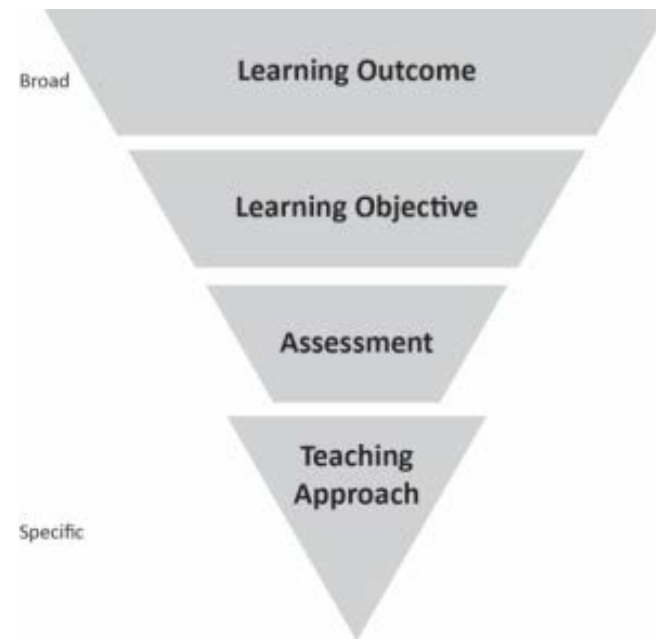 Learning Outcome
Broad
Learning Objective
Assessment
Teaching
Approach
Specific